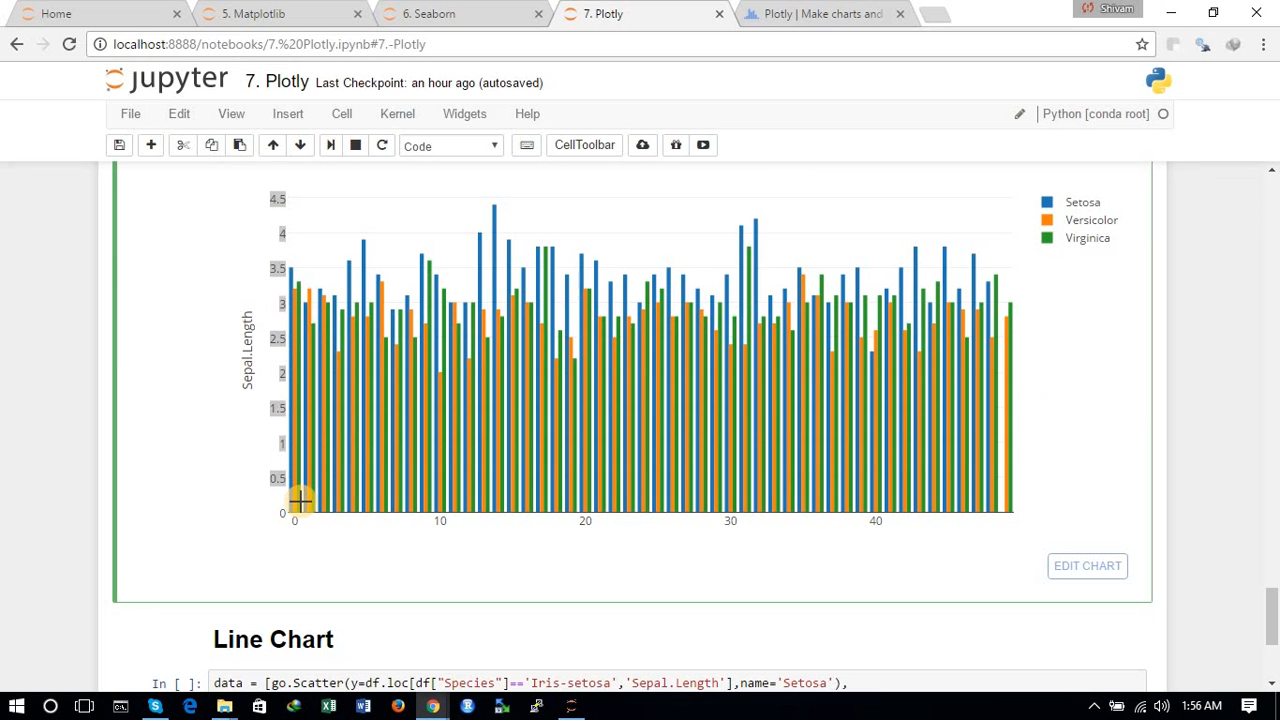 Home
5. Matplotlib
6. Seaborn
7. Plotly
Plotly | Make charts and
Shivam
localhost:8888/notebooks/7.%20Plotly.ipynb#7.-Plotly
jupyter 7. Plotly Last Checkpoint: an hour ago (autosaved)
File Edit View Insert Cell Kernel Widgets Help
Python [conda root]
Code
CellToolbar
4.5
4
3.5
3
2.5
2
1.5
1
0.5
0
Sepal.Length
0 10 20 30 40
Setosa
Versicolor
Virginica
EDIT CHART
Line Chart
In [ ]: data = [go.Scatter(y=df.loc[df["Species"]=='Iris-setosa','Sepal.Length'],name='Setosa'),
1:56 AM